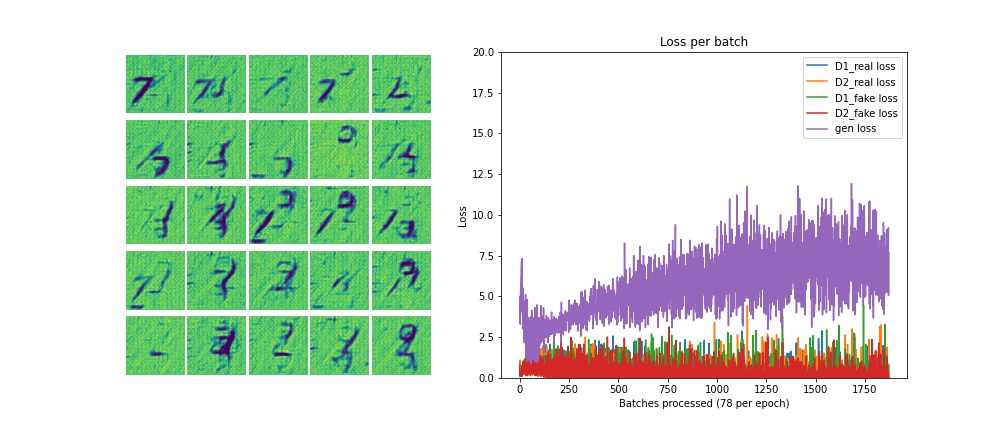 Loss per batch
20.0
17.5
15.0
12.5
10.0
7.5
5.0
2.5
0.0
Loss
D1_real loss
D2_real loss
D1_fake loss
D2_fake loss
gen loss
0 250 500 750 1000 1250 1500 1750
Batches processed (78 per epoch)